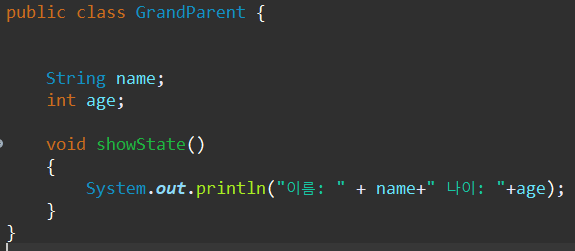 public class GrandParent {
String name;
int age;
void showState()
{
System.out.println("이름: " + name+" 나이: "+age);
}
}